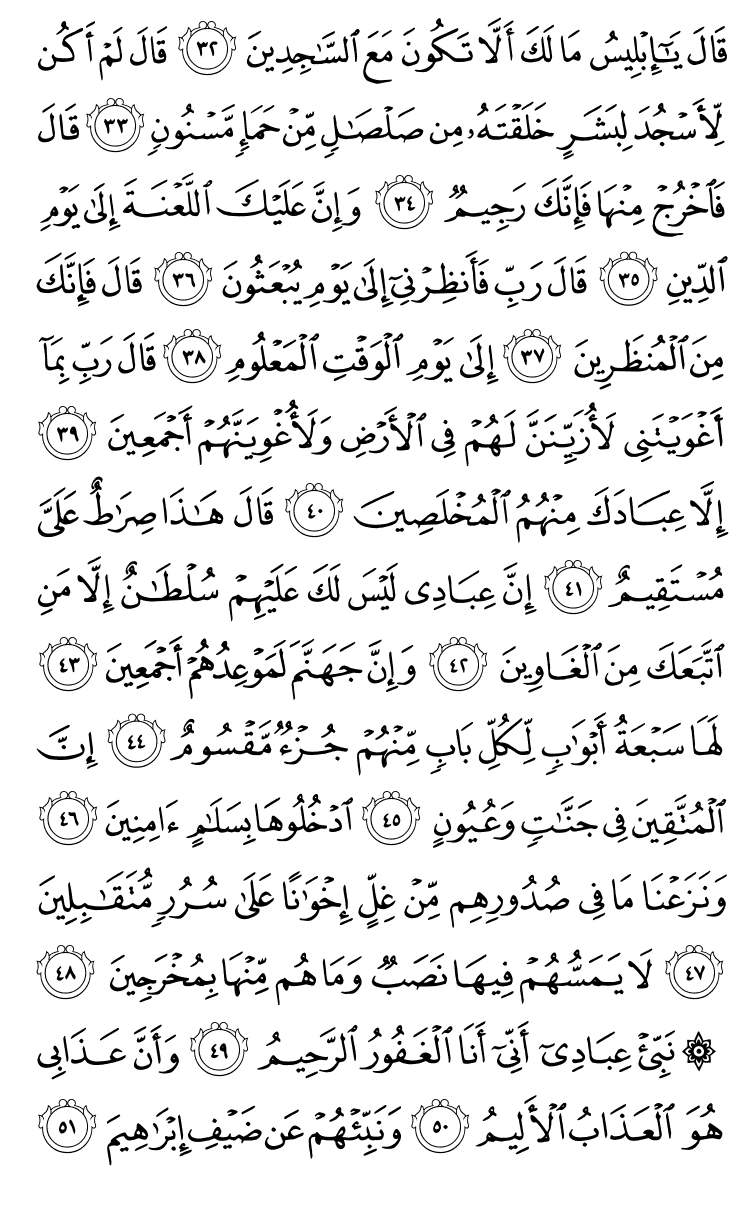 قَالَ يَـٰٓإِبْلِيسُ مَا لَكَ أَلَّا تَكُونَ مَعَ ٱلسَّـٰجِدِينَ ٣٢ قَالَ لَمْ أَكُن
لِّأَسْجُدَ لِبَشَرٍ خَلَقْتَهُۥ مِن صَلْصَـٰلٍ مِّنْ حَمَإٍ مَّسْنُونٍ ٣٣ قَالَ
فَٱخْرُجْ مِنْهَا فَإِنَّكَ رَجِيمٌ ٣٤ وَإِنَّ عَلَيْكَ ٱللَّعْنَةَ إِلَىٰ يَوْمِ
ٱلدِّينِ ٣٥ قَالَ رَبِّ فَأَنظِرْنِىٓ إِلَىٰ يَوْمِ يُبْعَثُونَ ٣٦ قَالَ فَإِنَّكَ
مِنَ ٱلْمُنظَرِينَ ٣٧ إِلَىٰ يَوْمِ ٱلْوَقْتِ ٱلْمَعْلُومِ ٣٨ قَالَ رَبِّ بِمَآ
أَغْوَيْتَنِى لَأُزَيِّنَنَّ لَهُمْ فِى ٱلْأَرْضِ وَلَأُغْوِيَنَّهُمْ أَجْمَعِينَ ٣٩
إِلَّا عِبَادَكَ مِنْهُمُ ٱلْمُخْلَصِينَ ٤٠ قَالَ هَـٰذَا صِرَٰطٌ عَلَىَّ
مُسْتَقِيمٌ ٤١ إِنَّ عِبَادِى لَيْسَ لَكَ عَلَيْهِمْ سُلْطَـٰنٌ إِلَّا مَنِ
ٱتَّبَعَكَ مِنَ ٱلْغَاوِينَ ٤٢ وَإِنَّ جَهَنَّمَ لَمَوْعِدُهُمْ أَجْمَعِينَ ٤٣
لَهَا سَبْعَةُ أَبْوَٰبٍ لِّكُلِّ بَابٍ مِّنْهُمْ جُزْءٌ مَّقْسُومٌ ٤٤ إِنَّ
ٱلْمُتَّقِينَ فِى جَنَّـٰتٍ وَعُيُونٍ ٤٥ ٱدْخُلُوهَا بِسَلَـٰمٍ ءَامِنِينَ ٤٦
وَنَزَعْنَا مَا فِى صُدُورِهِم مِّنْ غِلٍّ إِخْوَٰنًا عَلَىٰ سُرُرٍ مُّتَقَـٰبِلِينَ
٤٧ لَا يَمَسُّهُمْ فِيهَا نَصَبٌ وَمَا هُم مِّنْهَا بِمُخْرَجِينَ ٤٨
۞ نَبِّئْ عِبَادِىٓ أَنِّىٓ أَنَا ٱلْغَفُورُ ٱلرَّحِيمُ ٤٩ وَأَنَّ عَذَابِى
هُوَ ٱلْعَذَابُ ٱلْأَلِيمُ ٥٠ وَنَبِّئْهُمْ عَن ضَيْفِ إِبْرَٰهِيمَ ٥١